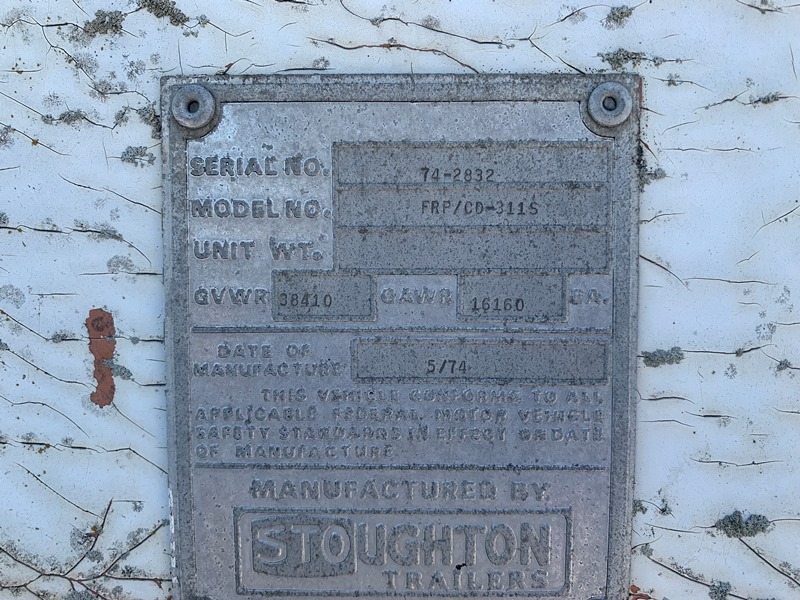 SERIAL NO. 74-2832
MODEL NO. FRP/CD-311S
UNIT WT.
GVWR 38410 GAWR 16160 EA.
DATE OF
MANUFACTURE 5/74
THIS VEHICLE CONFORMS TO ALL
APPLICABLE FEDERAL MOTOR VEHICLE
SAFETY STANDARDS IN EFFECT ON DATE
OF MANUFACTURE
MANUFACTURED BY
STOUGHTON
TRAILERS